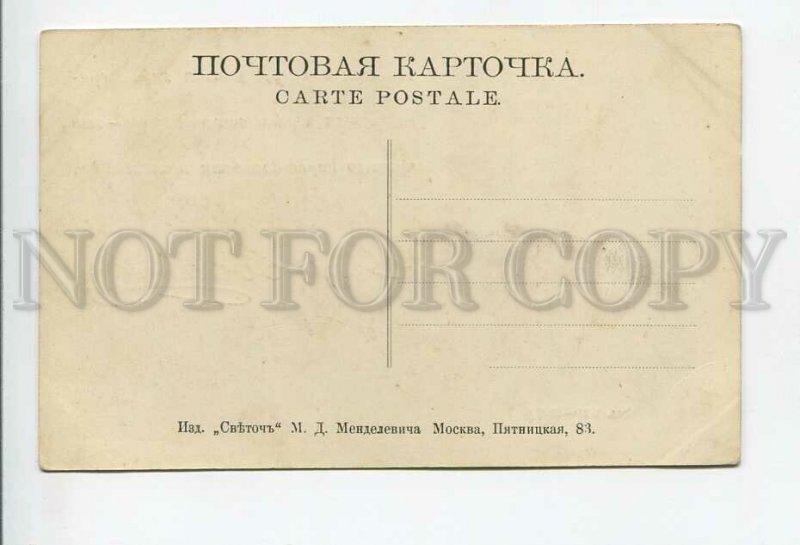 ПОЧТОВАЯ КАРТОЧКА.
CARTE POSTALE.
NOT FOR COPY
Изд. „Свѣточъ“ М. Д. Менделевича Москва, Пятницкая, 83.